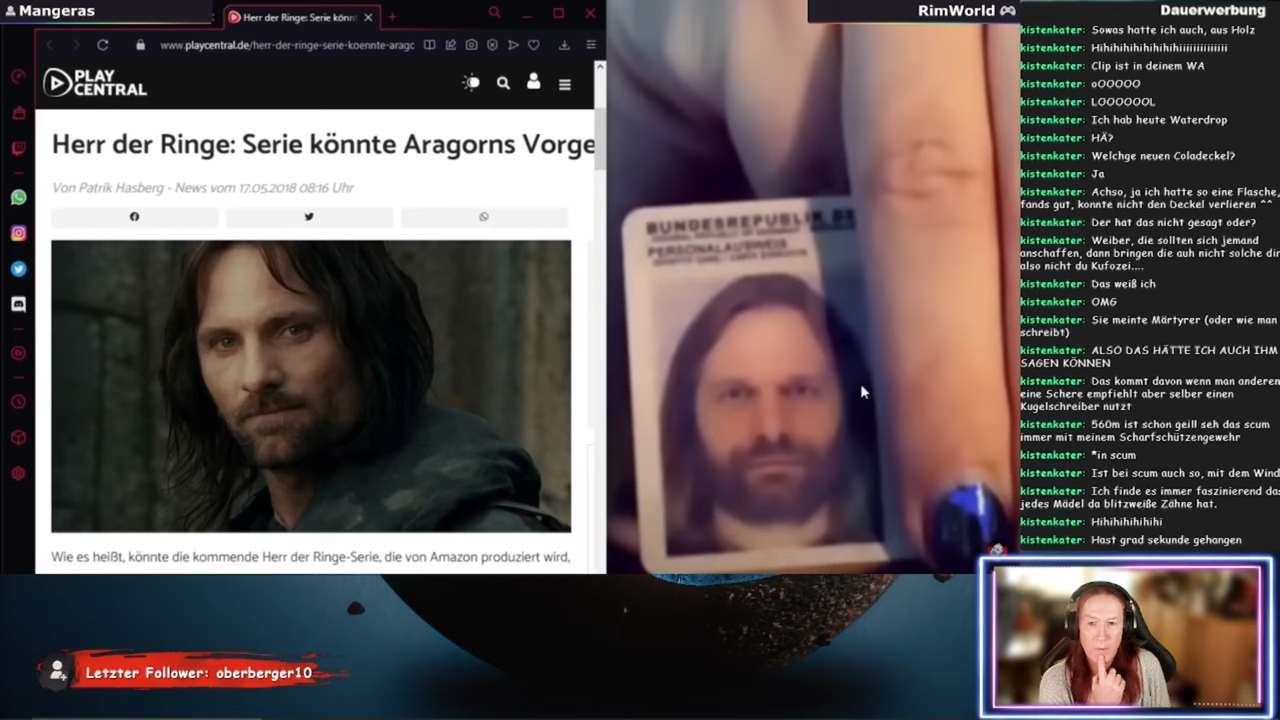 Mangeras
Herr der Ringe: Serie könnt
www.playcentral.de/herr-der-ringe-serie-koennte-aragc
PLAY
CENTRAL
Herr der Ringe: Serie könnte Aragorns Vorge
Von Patrik Hasberg - News vom 17.05.2018 08:16 Uhr
Wie es heißt, könnte die kommende Herr der Ringe-Serie, die von Amazon produziert wird,
RimWorld
BUNDESREPUBLIK DE
PERSONALAUSWEIS
Dauerwerbung
kistenkater: Sowas hatte ich auch, aus Holz
kistenkater: Hihihihihihihihiiiiiiiiiiiii
kistenkater: Clip ist in deinem WA
kistenkater: oOOOOO
kistenkater: LOOOOOOL
kistenkater: Ich hab heute Waterdrop
kistenkater: HÄ?
kistenkater: Welchge neuen Coladeckel?
kistenkater: Ja
kistenkater: Achso, ja ich hatte so eine Flasche,
fands gut, konnte nicht den Deckel verlieren ^^
kistenkater: Der hat das nicht gesagt oder?
kistenkater: Weiber, die sollten sich jemand
anschaffen, dann bringen die auh nicht solche din
also nicht du Kufozei....
kistenkater: Das weiß ich
kistenkater: OMG
kistenkater: Sie meinte Märtyrer (oder wie man
schreibt)
kistenkater: ALSO DAS HÄTTE ICH AUCH IHM
SAGEN KÖNNEN
kistenkater: Das kommt davon wenn man anderen
eine Schere empfiehlt aber selber einen
Kugelschreiber nutzt
kistenkater: 560m ist schon geill seh das scum
immer mit meinem Scharfschützengewehr
kistenkater: *in scum
kistenkater: Ist bei scum auch so, mit dem Wind
kistenkater: Ich finde es immer faszinierend das
jedes Mädel da blitzweiße Zähne hat.
kistenkater: Hihihihihihi
kistenkater: Hast grad sekunde gehangen
Letzter Follower: oberberger10